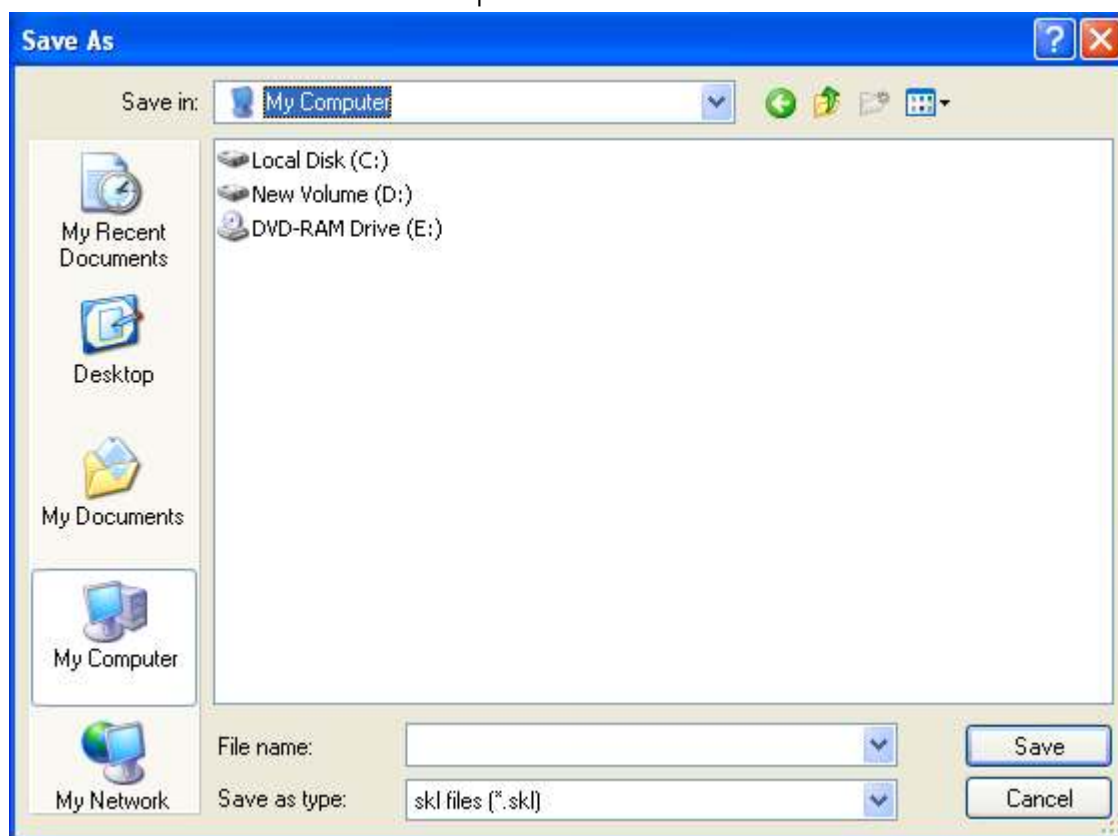 Save As
Save in:
My Computer
Local Disk (C:)
New Volume (D:)
DVD-RAM Drive (E:)
My Recent
Documents
Desktop
My Documents
My Computer
My Network
File name:
Save
Save as type:
skl files (*.skl)
Cancel